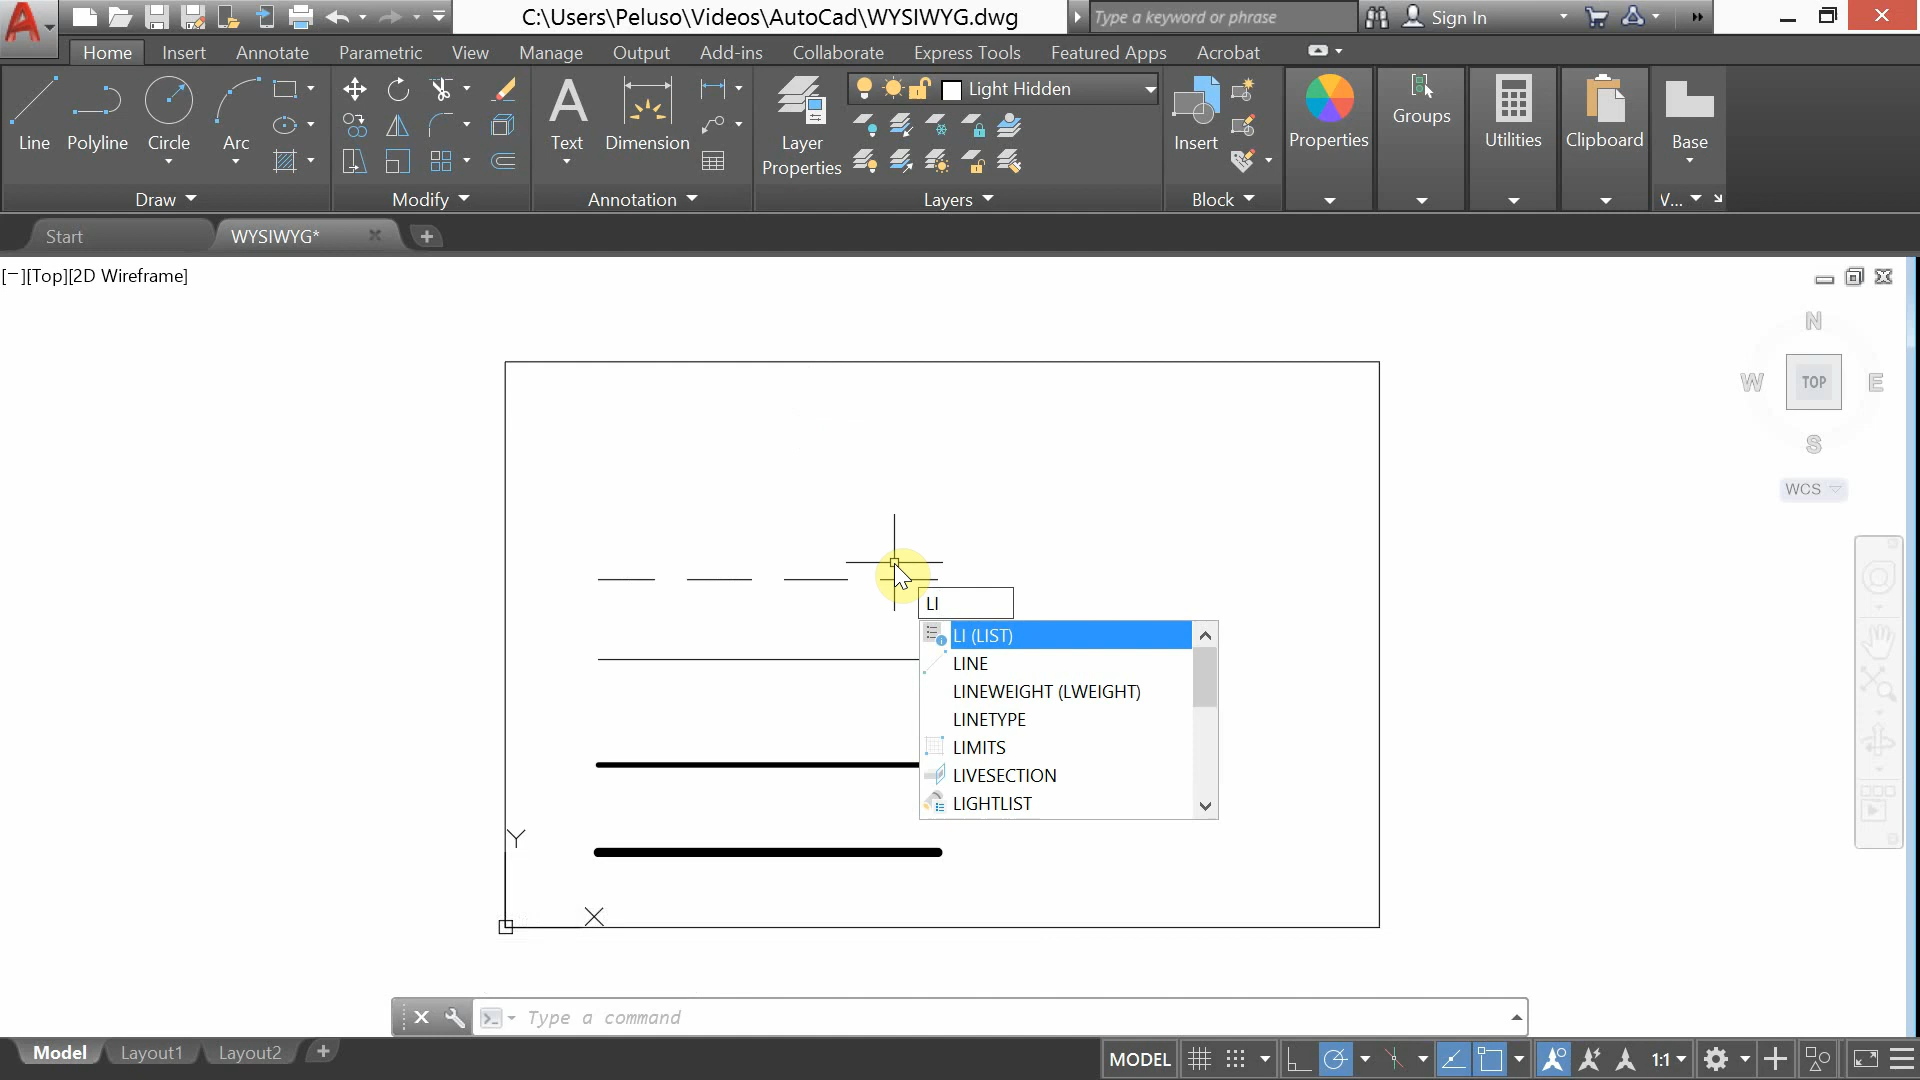 C:\Users\Peluso\Videos\AutoCad\WYSIWYG.dwg
Type a keyword or phrase
Sign In
Home Insert Annotate Parametric View Manage Output Add-ins Collaborate Express Tools Featured Apps Acrobat
Light Hidden
Line Polyline Circle Arc
Text Dimension
Layer Properties
Insert
Properties
Groups
Utilities
Clipboard
Base
Draw Modify Annotation Layers Block V...
Start WYSIWYG*
[−][Top][2D Wireframe]
N
W TOP E
S
WCS
LI
LI (LIST)
LINE
LINEWEIGHT (LWEIGHT)
LINETYPE
LIMITS
LIVESECTION
LIGHTLIST
Y
X
Type a command
Model Layout1 Layout2
MODEL 1:1